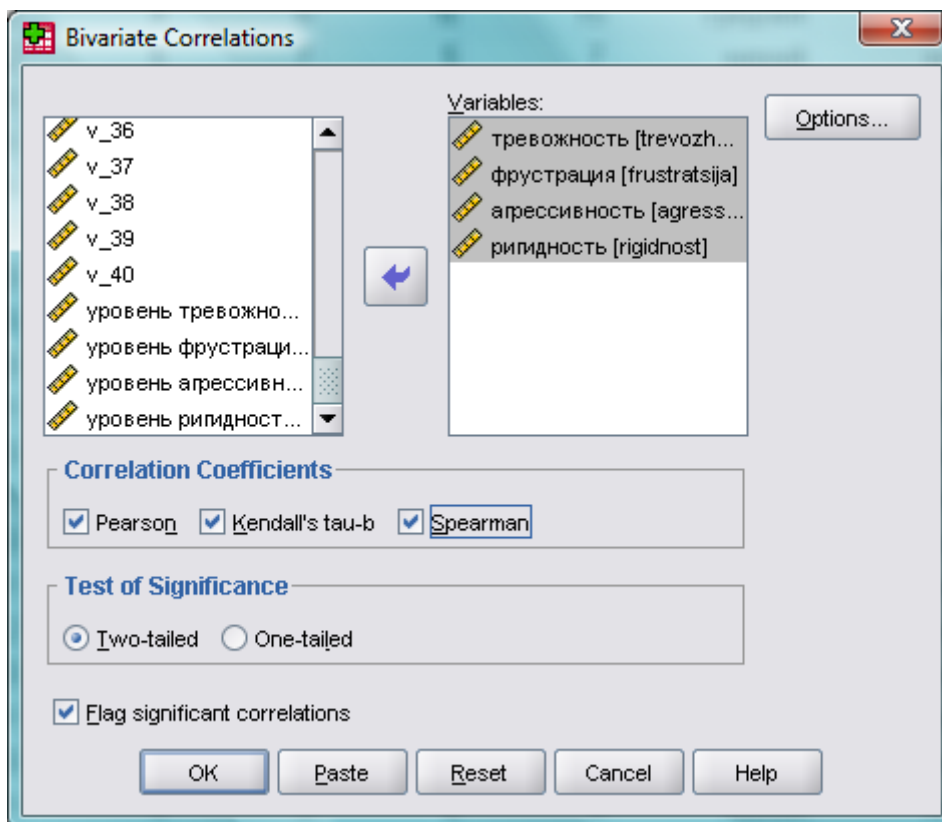 Bivariate Correlations
v_36
v_37
v_38
v_39
v_40
уровень тревожно...
уровень фрустраци...
уровень агрессивн...
уровень ригидност...
Variables:
тревожность [trevozh...
фрустрация [frustratsija]
агрессивность [agress...
ригидность [rigidnost]
Options...
Correlation Coefficients
Pearson Kendall's tau-b Spearman
Test of Significance
Two-tailed One-tailed
Flag significant correlations
OK Paste Reset Cancel Help